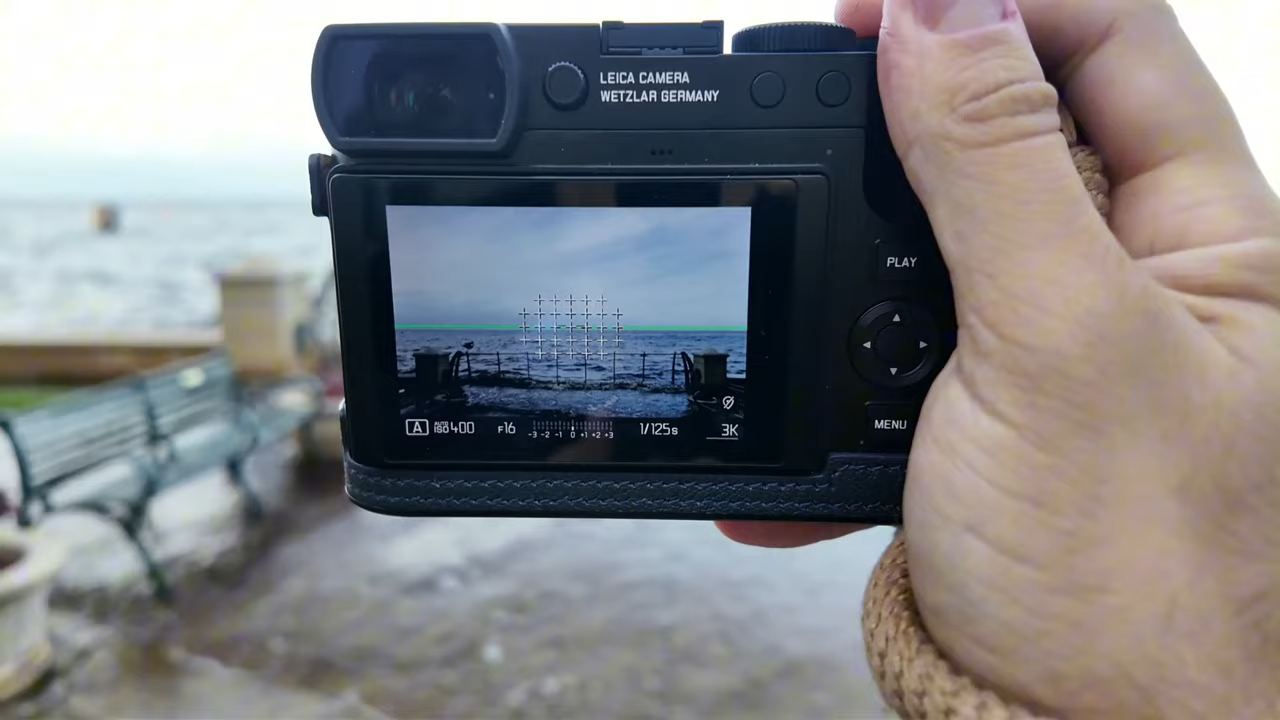 LEICA CAMERA
WETZLAR GERMANY
PLAY
MENU
A AUTO ISO 400 F16 -3 -2 -1 0 +1 +2 +3 1/125s 3K